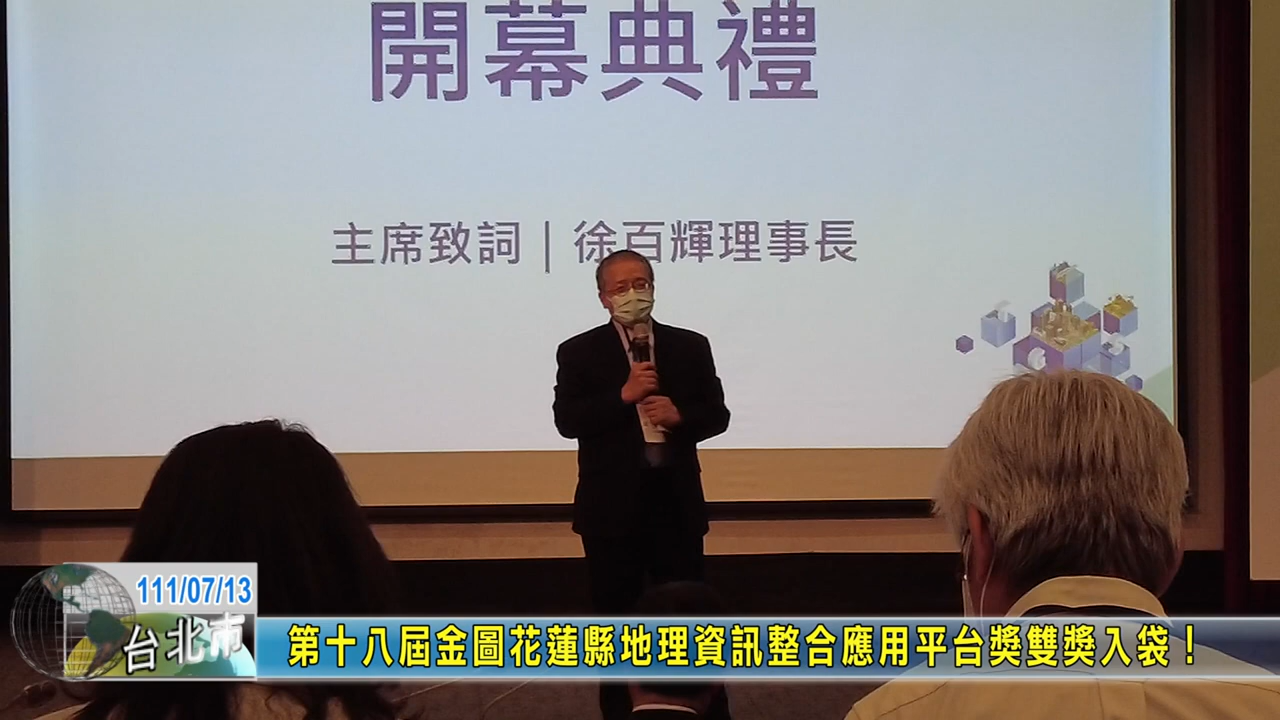 開幕典禮
主席致詞｜徐百輝理事長
111/07/13
台北市
第十八屆金圖花蓮縣地理資訊整合應用平台獎雙獎入袋！